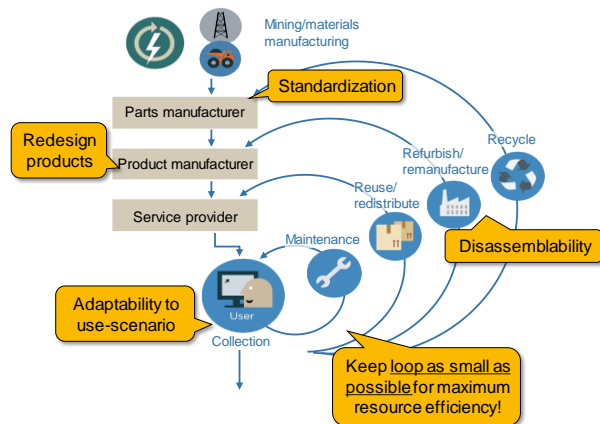 Mining/materials
manufacturing
Standardization
Parts manufacturer
Redesign
products
Product manufacturer
Recycle
Refurbish/
remanufacture
Reuse/
redistribute
Service provider
Maintenance
Disassemblability
Adaptability to
use-scenario
User
Collection
Keep loop as small as
possible for maximum
resource efficiency!